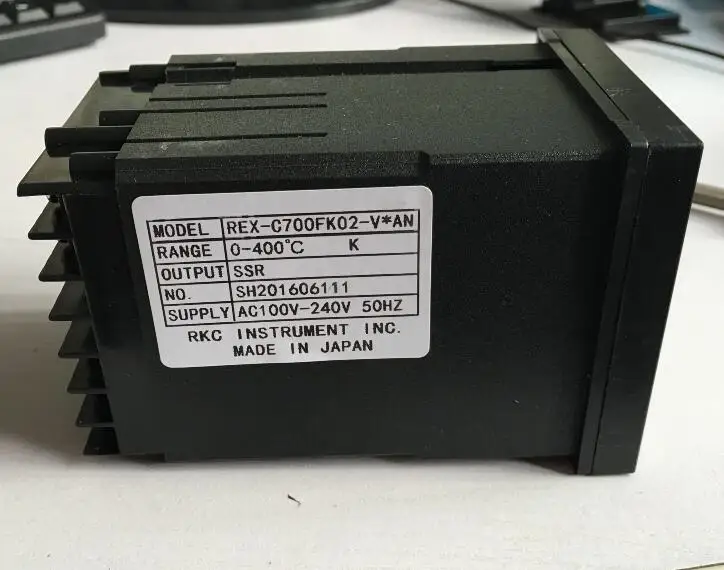 MODEL REX-C700FK02-V*AN
RANGE 0-400℃ K
OUTPUT SSR
NO. SH201606111
SUPPLY AC100V-240V 50HZ
RKC INSTRUMENT INC.
MADE IN JAPAN